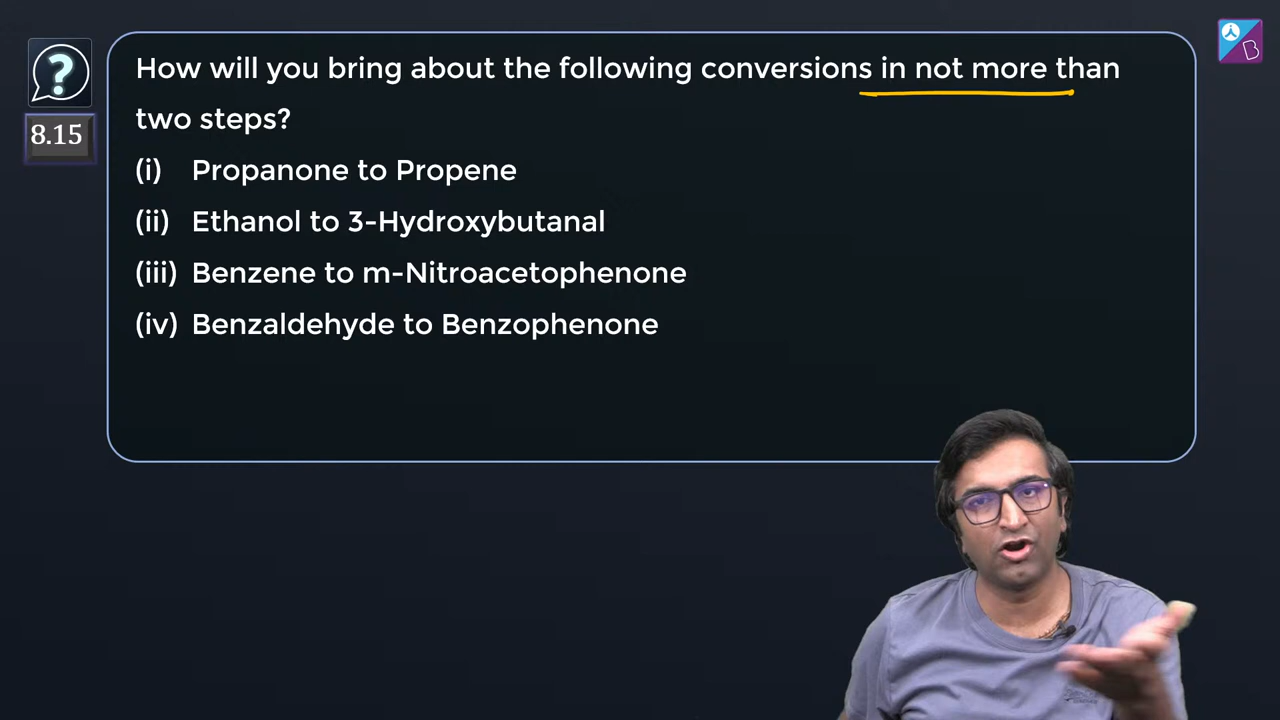 How will you bring about the following conversions in not more than
two steps?
8.15
(i) Propanone to Propene
(ii) Ethanol to 3-Hydroxybutanal
(iii) Benzene to m-Nitroacetophenone
(iv) Benzaldehyde to Benzophenone